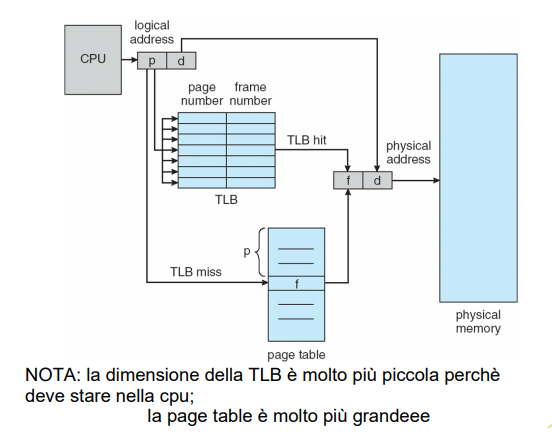 logical
address
CPU
p d
page frame
number number
TLB hit
physical
address
f d
TLB
p
TLB miss
f
physical
memory
page table
NOTA: la dimensione della TLB è molto più piccola perchè
deve stare nella cpu;
la page table è molto più grandeee